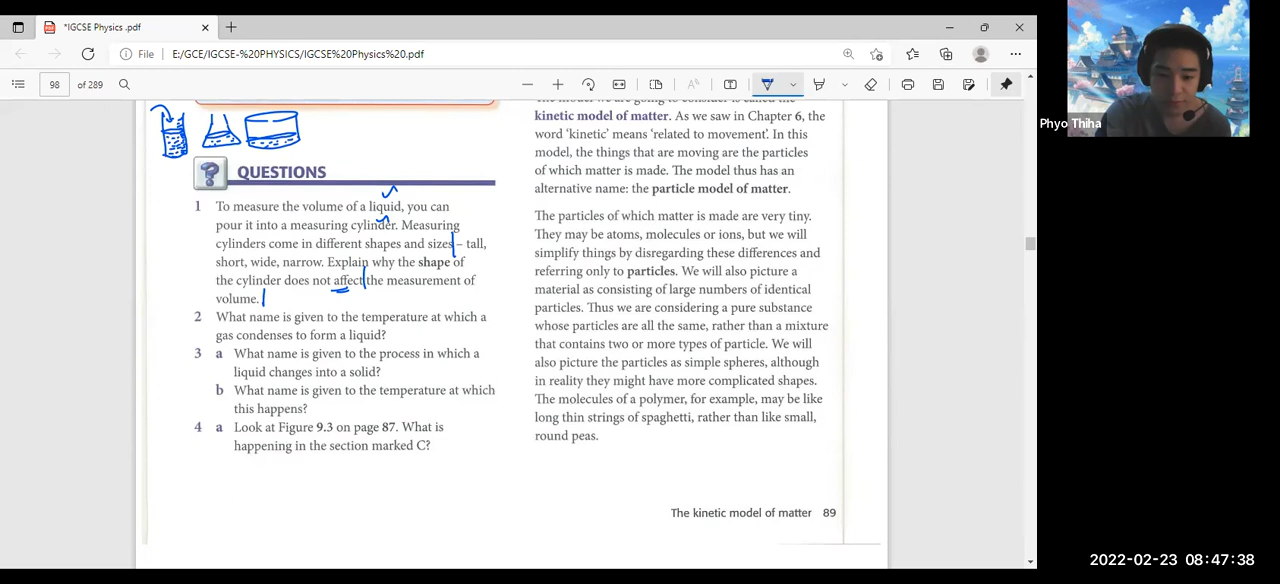 *IGCSE Physics .pdf
File
E:/GCE/IGCSE-%20PHYSICS/IGCSE%20Physics%20.pdf
98 of 289
kinetic model of matter. As we saw in Chapter 6, the
word ‘kinetic’ means ‘related to movement’. In this
model, the things that are moving are the particles
of which matter is made. The model thus has an
alternative name: the particle model of matter.
The particles of which matter is made are very tiny.
They may be atoms, molecules or ions, but we will
simplify things by disregarding these differences and
referring only to particles. We will also picture a
material as consisting of large numbers of identical
particles. Thus we are considering a pure substance
whose particles are all the same, rather than a mixture
that contains two or more types of particle. We will
also picture the particles as simple spheres, although
in reality they might have more complicated shapes.
The molecules of a polymer, for example, may be like
long thin strings of spaghetti, rather than like small,
round peas.
? QUESTIONS
1 To measure the volume of a liquid, you can
pour it into a measuring cylinder. Measuring
cylinders come in different shapes and sizes – tall,
short, wide, narrow. Explain why the shape of
the cylinder does not affect the measurement of
volume.
2 What name is given to the temperature at which a
gas condenses to form a liquid?
3 a What name is given to the process in which a
liquid changes into a solid?
b What name is given to the temperature at which
this happens?
4 a Look at Figure 9.3 on page 87. What is
happening in the section marked C?
The kinetic model of matter 89
Phyo Thiha
2022-02-23 08:47:38